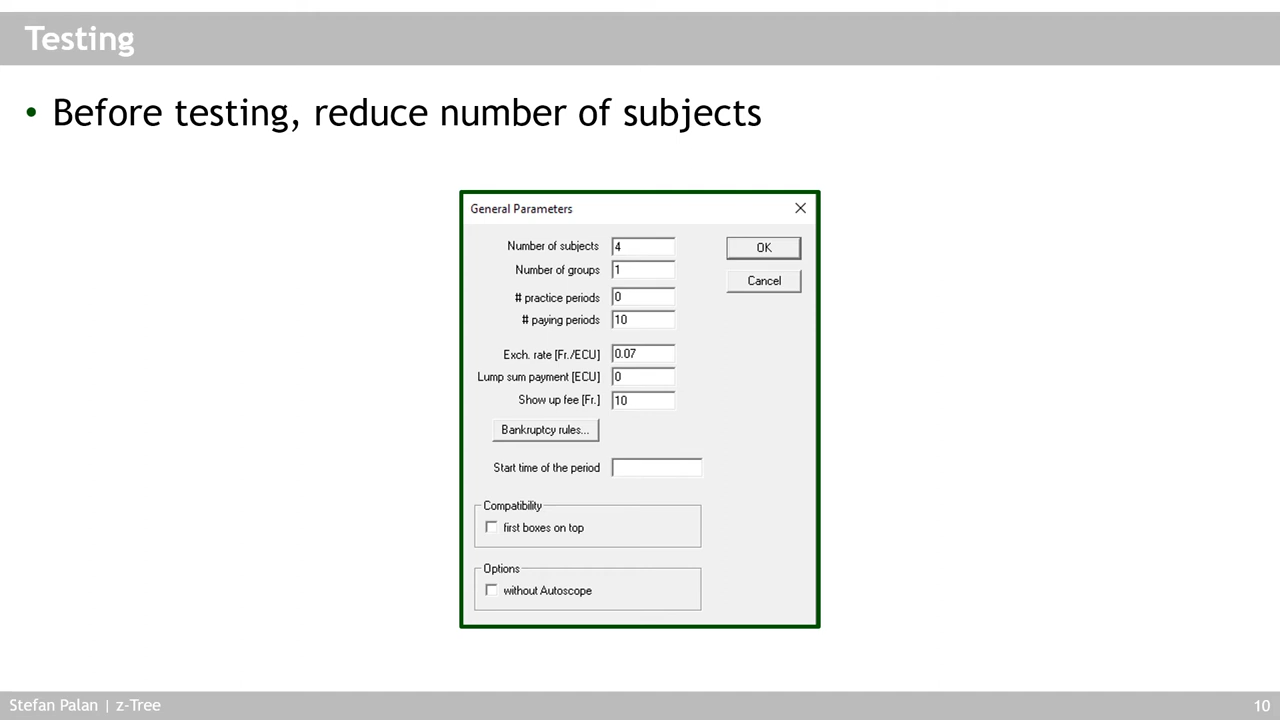 Testing
• Before testing, reduce number of subjects
General Parameters
Number of subjects 4
OK
Number of groups 1
Cancel
# practice periods 0
# paying periods 10
Exch. rate [Fr./ECU] 0.07
Lump sum payment [ECU] 0
Show up fee [Fr.] 10
Bankruptcy rules...
Start time of the period
Compatibility
first boxes on top
Options
without Autoscope
Stefan Palan | z-Tree
10